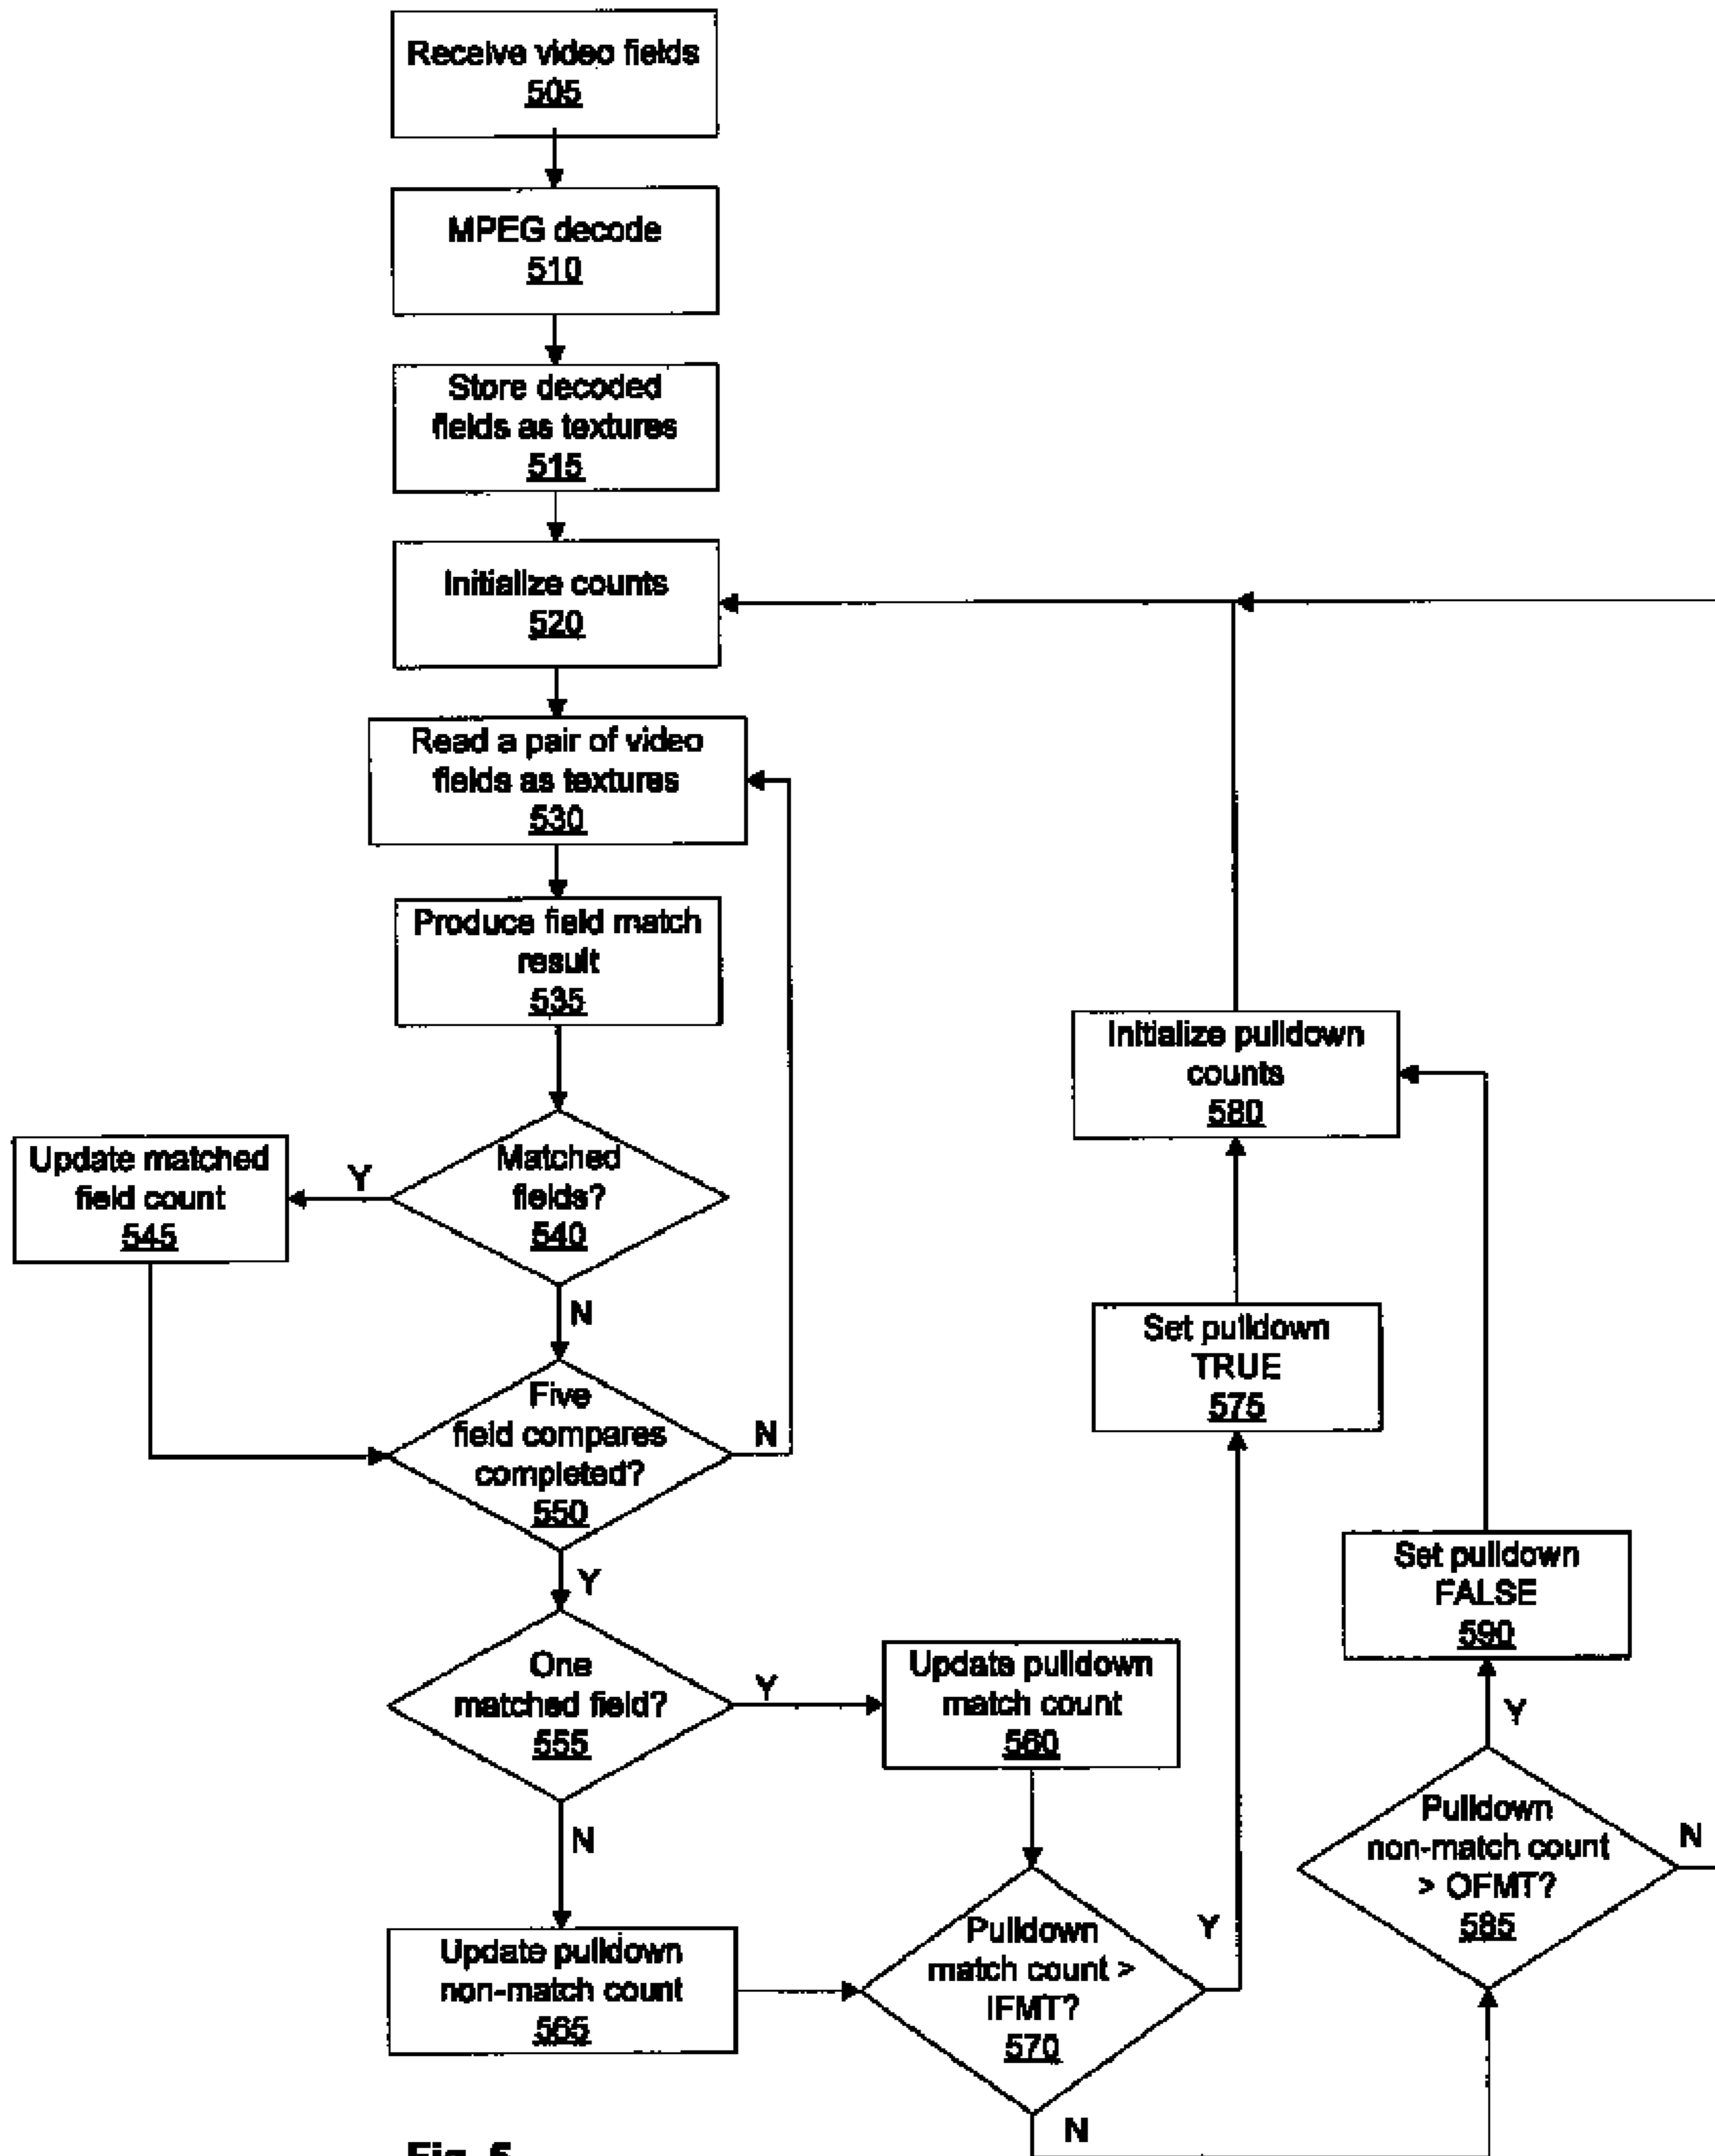 Receive video fields
505
MPEG decode
510
Store decoded
fields as textures
515
Initialize counts
520
Read a pair of video
fields as textures
530
Produce field match
result
535
Matched
fields?
540
Y
N
Update matched
field count
545
Five
field compares
completed?
550
N
Y
One
matched field?
555
Y
N
Update pulldown
match count
560
Update pulldown
non-match count
565
Pulldown
match count >
IFMT?
570
Y
N
Set pulldown
TRUE
575
Initialize pulldown
counts
580
Pulldown
non-match count
> OFMT?
585
Y
N
Set pulldown
FALSE
590
Fig. 5